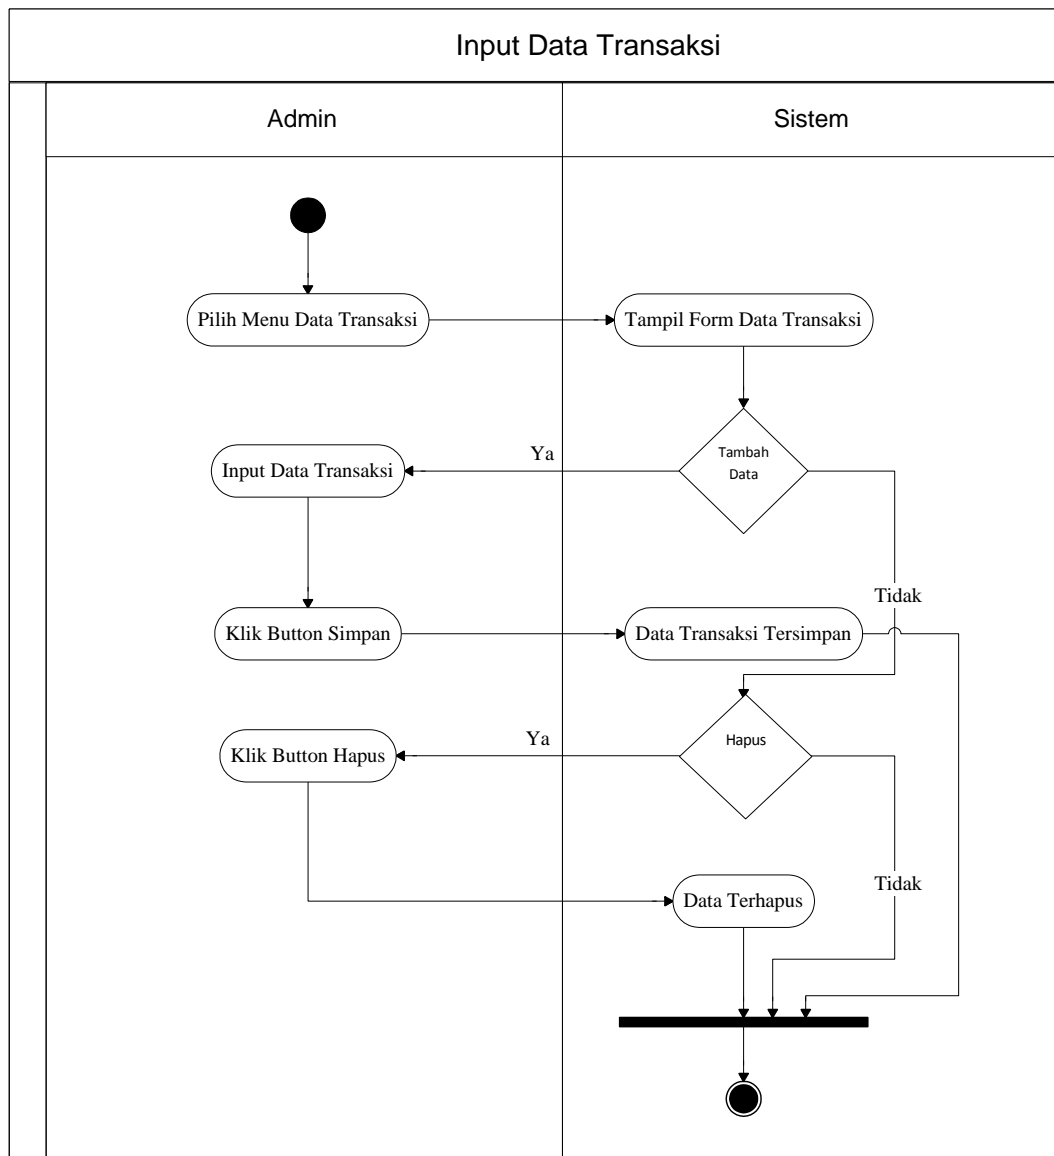 Input Data Transaksi
Admin
Sistem
Pilih Menu Data Transaksi
Tampil Form Data Transaksi
Tambah
Data
Ya
Input Data Transaksi
Tidak
Klik Button Simpan
Data Transaksi Tersimpan
Hapus
Ya
Klik Button Hapus
Tidak
Data Terhapus